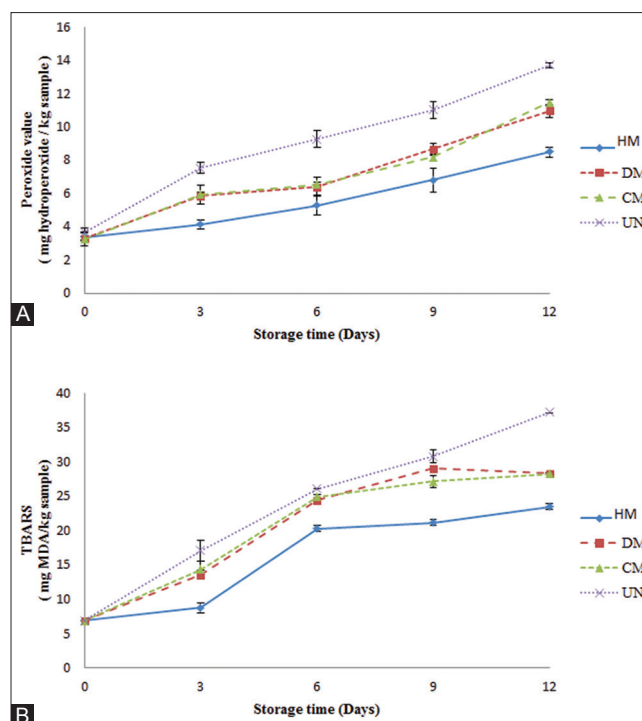 16
14
12
10
8
6
4
2
0
Peroxide value
( mg hydroperoxide / kg sample)
0 3 6 9 12
Storage time (Days)
HM
DM
CM
UN
A
40
35
30
25
20
15
10
5
0
TBARS
( mg MDA/kg sample)
0 3 6 9 12
Storage time (Days)
HM
DM
CM
UN
B